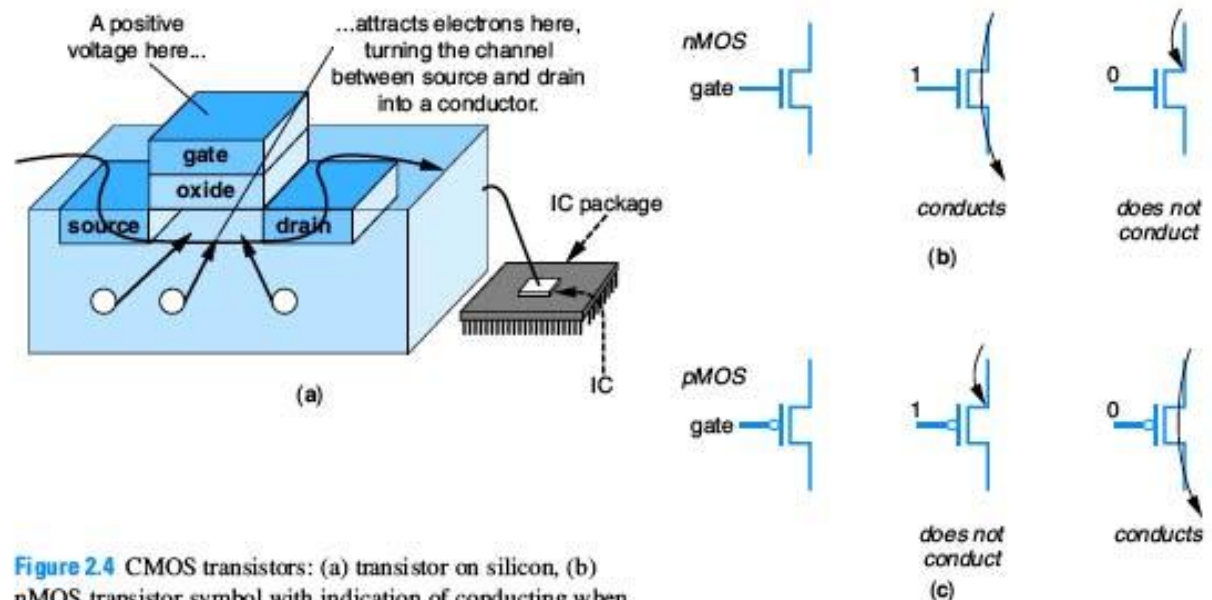 A positive
voltage here...
...attracts electrons here,
turning the channel
between source and drain
into a conductor.
gate
oxide
source
drain
IC package
IC
(a)
nMOS
gate
1
conducts
0
does not
conduct
(b)
pMOS
gate
1
does not
conduct
0
conducts
(c)
Figure 2.4 CMOS transistors: (a) transistor on silicon, (b)
nMOS transistor symbol with indication of conducting when